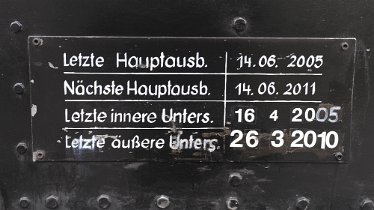 Letzte Hauptausb. 14.06.2005
Nächste Hauptausb. 14.06.2011
Letzte innere Unters. 16 4 2005
Letzte äußere Unters. 26 3 2010